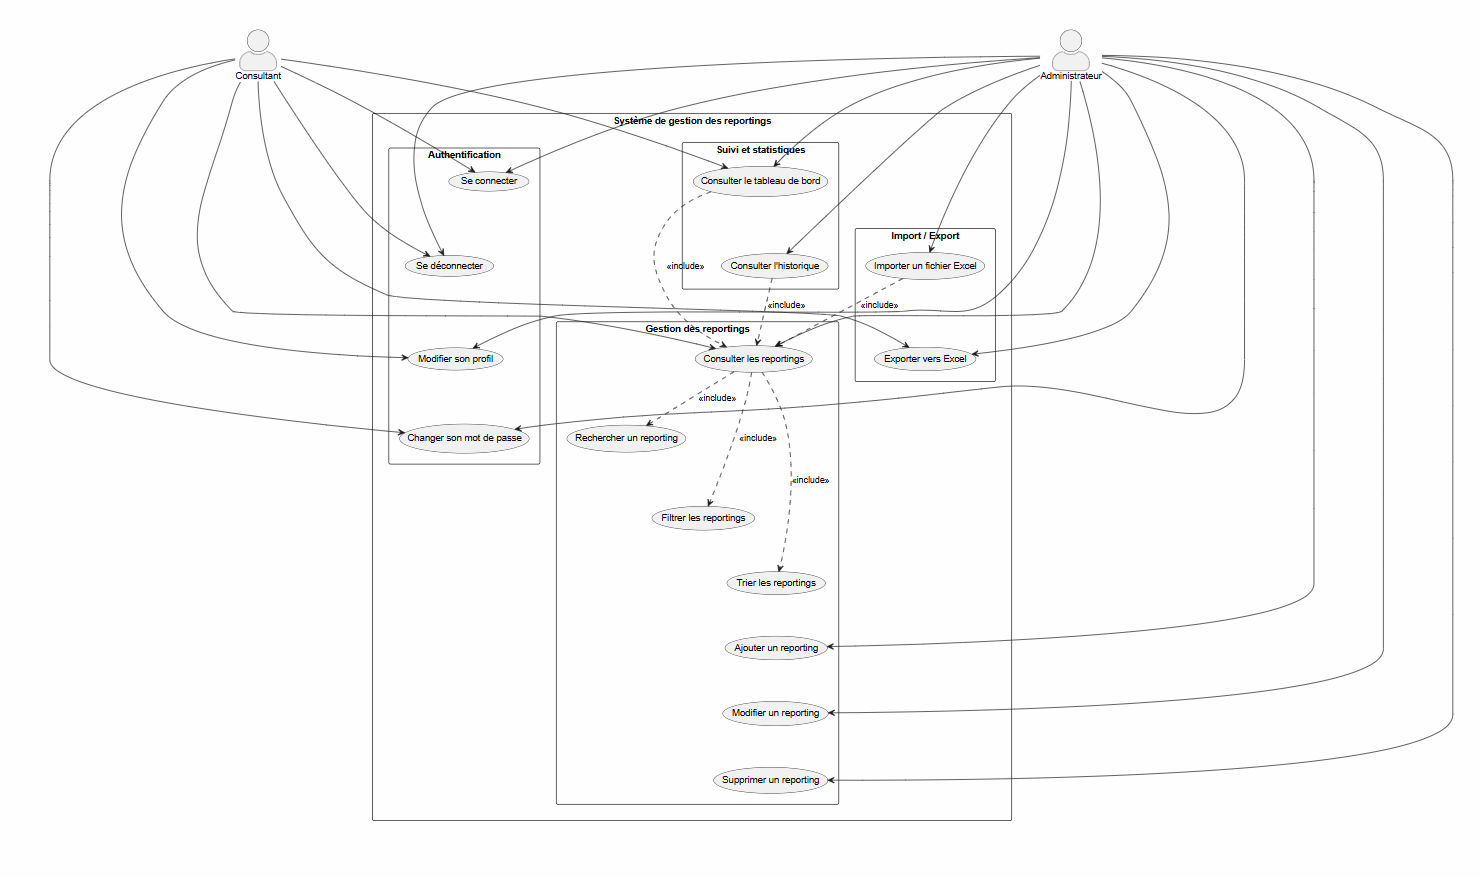 Consultant
Administrateur
Système de gestion des reportings
Authentification
Suivi et statistiques
Se connecter
Consulter le tableau de bord
Import / Export
Se déconnecter
«include»
Consulter l'historique
Importer un fichier Excel
«include»
«include»
Gestion des reportings
Modifier son profil
Consulter les reportings
Exporter vers Excel
«include»
Changer son mot de passe
Rechercher un reporting
«include»
«include»
Filtrer les reportings
Trier les reportings
Ajouter un reporting
Modifier un reporting
Supprimer un reporting